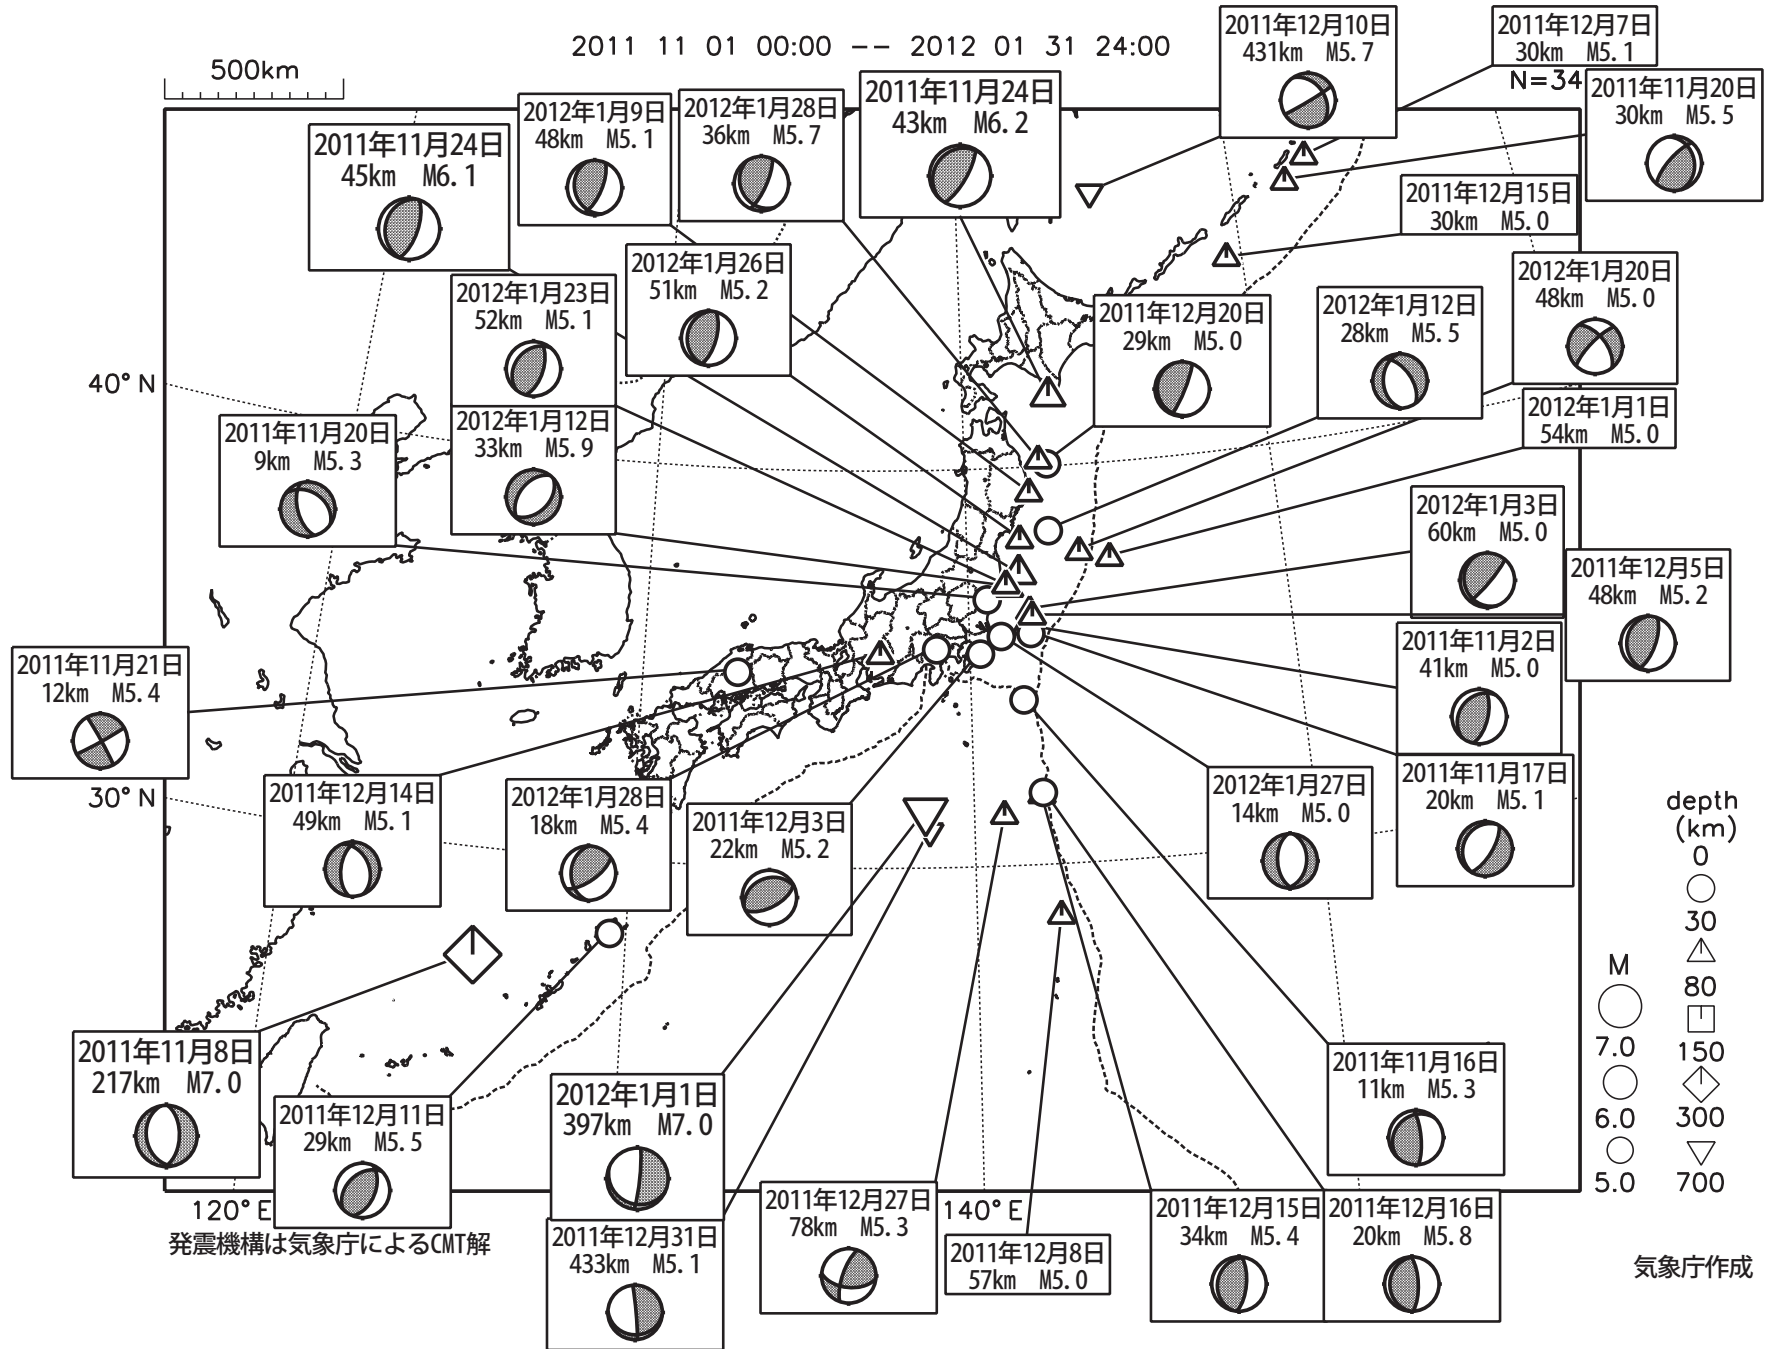 2011 11 01 00:00 -- 2012 01 31 24:00
500km
N=34
2011年12月10日
431km M5.7
2011年12月7日
30km M5.1
2011年11月20日
30km M5.5
2011年11月24日
43km M6.2
2012年1月28日
36km M5.7
2012年1月9日
48km M5.1
2011年11月24日
45km M6.1
2011年12月15日
30km M5.0
2012年1月26日
51km M5.2
2012年1月20日
48km M5.0
2012年1月23日
52km M5.1
2012年1月12日
28km M5.5
2011年12月20日
29km M5.0
40°N
2012年1月1日
54km M5.0
2012年1月12日
33km M5.9
2011年11月20日
9km M5.3
2012年1月3日
60km M5.0
2011年12月5日
48km M5.2
2011年11月2日
41km M5.0
2011年11月21日
12km M5.4
2011年11月17日
20km M5.1
2012年1月27日
14km M5.0
30°N
2011年12月14日
49km M5.1
2012年1月28日
18km M5.4
2011年12月3日
22km M5.2
depth
(km)
0
30
80
150
300
700
M
7.0
6.0
5.0
2011年11月8日
217km M7.0
2011年12月11日
29km M5.5
2012年1月1日
397km M7.0
2011年11月16日
11km M5.3
2011年12月31日
433km M5.1
2011年12月27日
78km M5.3
2011年12月8日
57km M5.0
2011年12月15日
34km M5.4
2011年12月16日
20km M5.8
120°E
140°E
発震機構は気象庁によるCMT解
気象庁作成